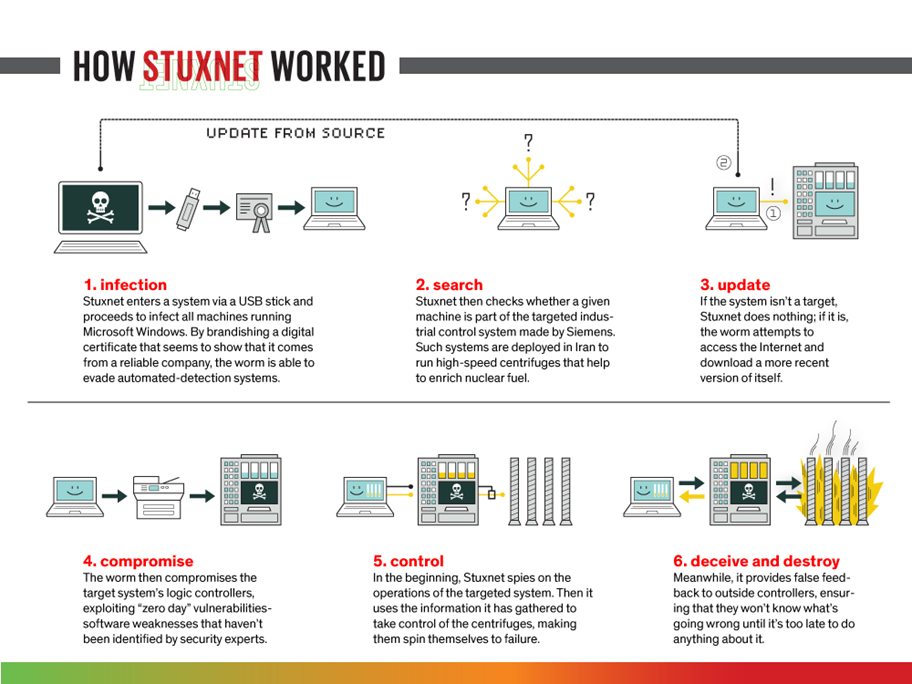 HOW STUXNET WORKED
UPDATE FROM SOURCE
?
?
?
②
!
①
1. infection
Stuxnet enters a system via a USB stick and
proceeds to infect all machines running
Microsoft Windows. By brandishing a digital
certificate that seems to show that it comes
from a reliable company, the worm is able to
evade automated-detection systems.
2. search
Stuxnet then checks whether a given
machine is part of the targeted indus-
trial control system made by Siemens.
Such systems are deployed in Iran to
run high-speed centrifuges that help
to enrich nuclear fuel.
3. update
If the system isn't a target,
Stuxnet does nothing; if it is,
the worm attempts to
access the Internet and
download a more recent
version of itself.
4. compromise
The worm then compromises the
target system's logic controllers,
exploiting “zero day” vulnerabilities-
software weaknesses that haven't
been identified by security experts.
5. control
In the beginning, Stuxnet spies on the
operations of the targeted system. Then it
uses the information it has gathered to
take control of the centrifuges, making
them spin themselves to failure.
6. deceive and destroy
Meanwhile, it provides false feed-
back to outside controllers, ensur-
ing that they won't know what's
going wrong until it's too late to do
anything about it.